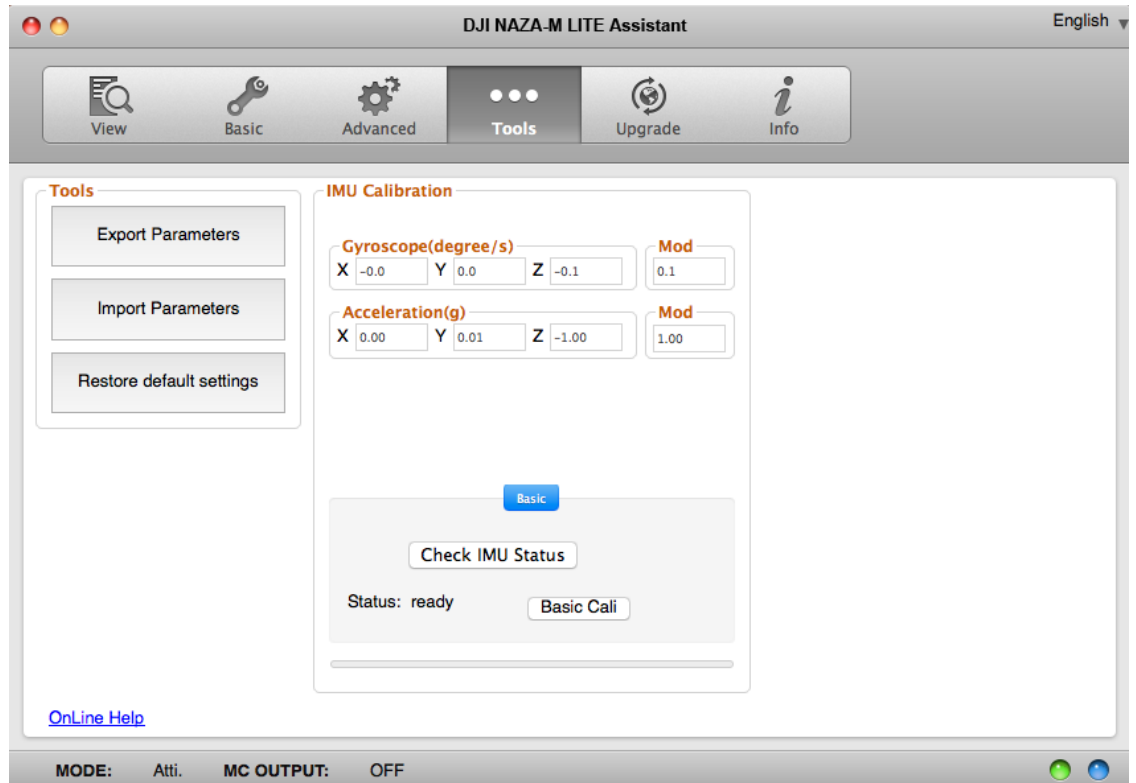 DJI NAZA-M LITE Assistant
English
View
Basic
Advanced
Tools
Upgrade
Info
Tools
Export Parameters
Import Parameters
Restore default settings
IMU Calibration
Gyroscope(degree/s)
X -0.0 Y 0.0 Z -0.1
Mod
0.1
Acceleration(g)
X 0.00 Y 0.01 Z -1.00
Mod
1.00
Basic
Check IMU Status
Status: ready
Basic Cali
OnLine Help
MODE: Atti. MC OUTPUT: OFF